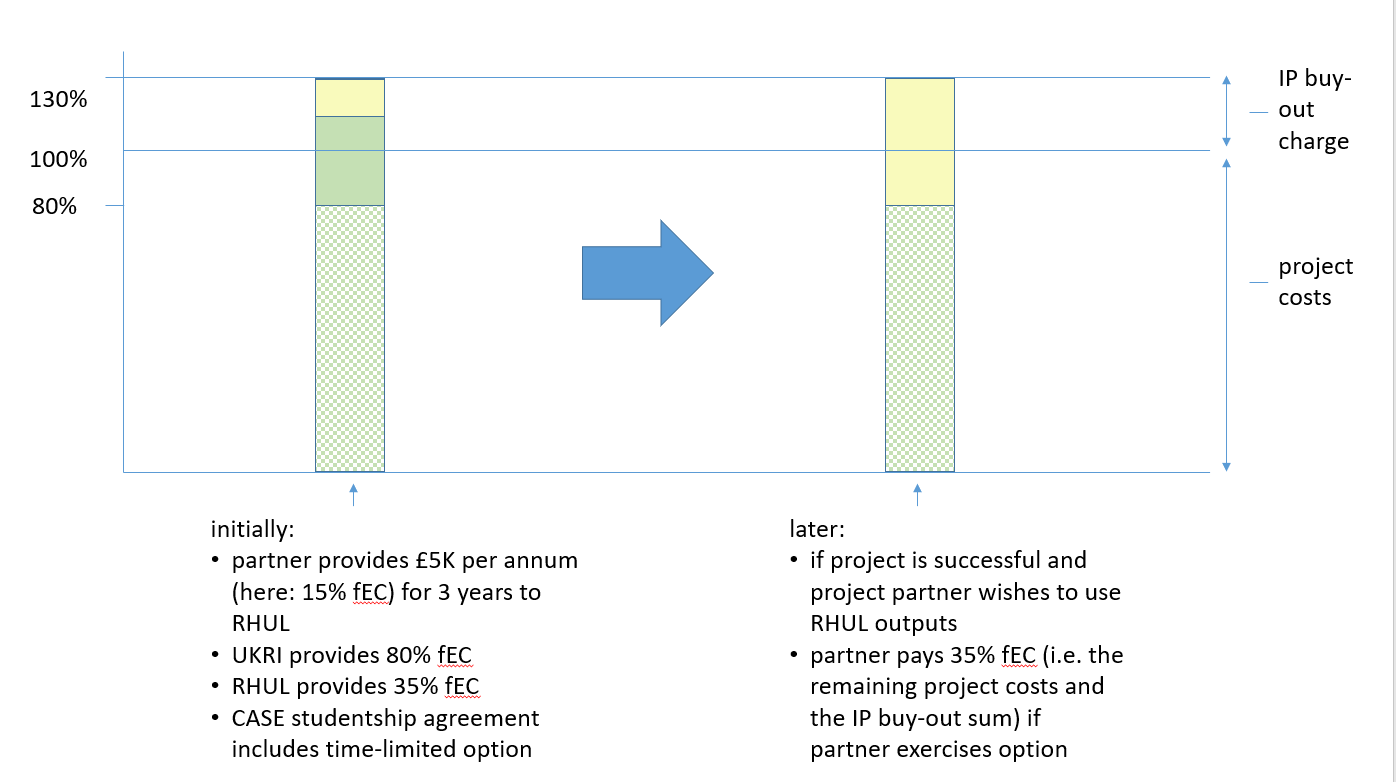 130%
100%
80%
IP buy-
out
charge
project
costs
initially:
• partner provides £5K per annum
(here: 15% fEC) for 3 years to
RHUL
• UKRI provides 80% fEC
• RHUL provides 35% fEC
• CASE studentship agreement
includes time-limited option
later:
• if project is successful and
project partner wishes to use
RHUL outputs
• partner pays 35% fEC (i.e. the
remaining project costs and
the IP buy-out sum) if
partner exercises option